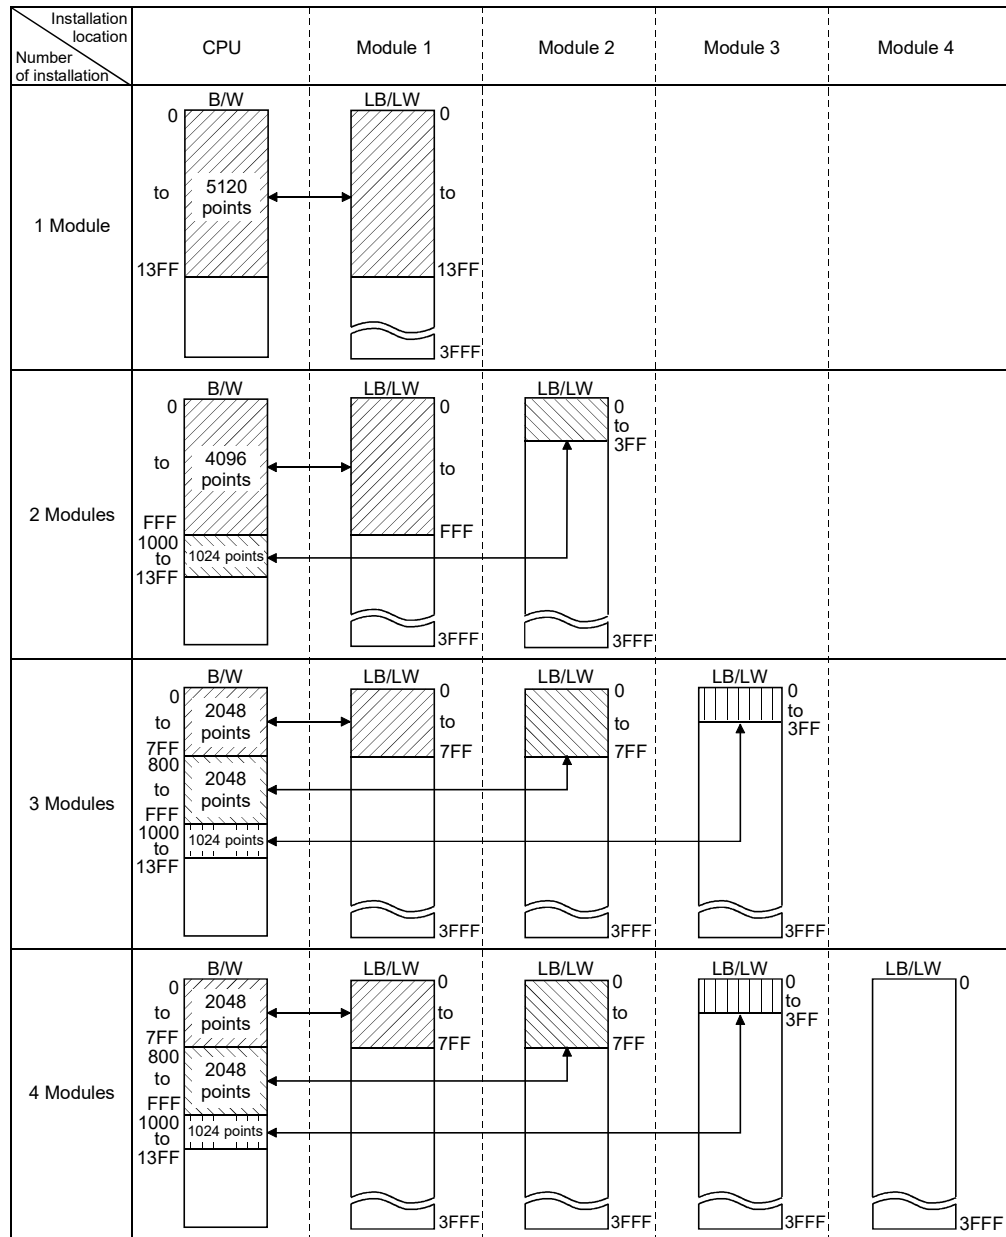 Installation
location
Number
of installation
CPU
Module 1
Module 2
Module 3
Module 4
1 Module
B/W
0
to
13FF
5120
points
LB/LW
0
to
13FF
3FFF
2 Modules
B/W
0
to
FFF
1000
to
13FF
4096
points
1024 points
LB/LW
0
to
FFF
3FFF
LB/LW
0
to
3FF
3FFF
3 Modules
B/W
0
to
7FF
800
to
FFF
1000
to
13FF
2048
points
2048
points
1024 points
LB/LW
0
to
7FF
3FFF
LB/LW
0
to
7FF
3FFF
LB/LW
0
to
3FF
3FFF
4 Modules
B/W
0
to
7FF
800
to
FFF
1000
to
13FF
2048
points
2048
points
1024 points
LB/LW
0
to
7FF
3FFF
LB/LW
0
to
7FF
3FFF
LB/LW
0
to
3FF
3FFF
LB/LW
0
3FFF